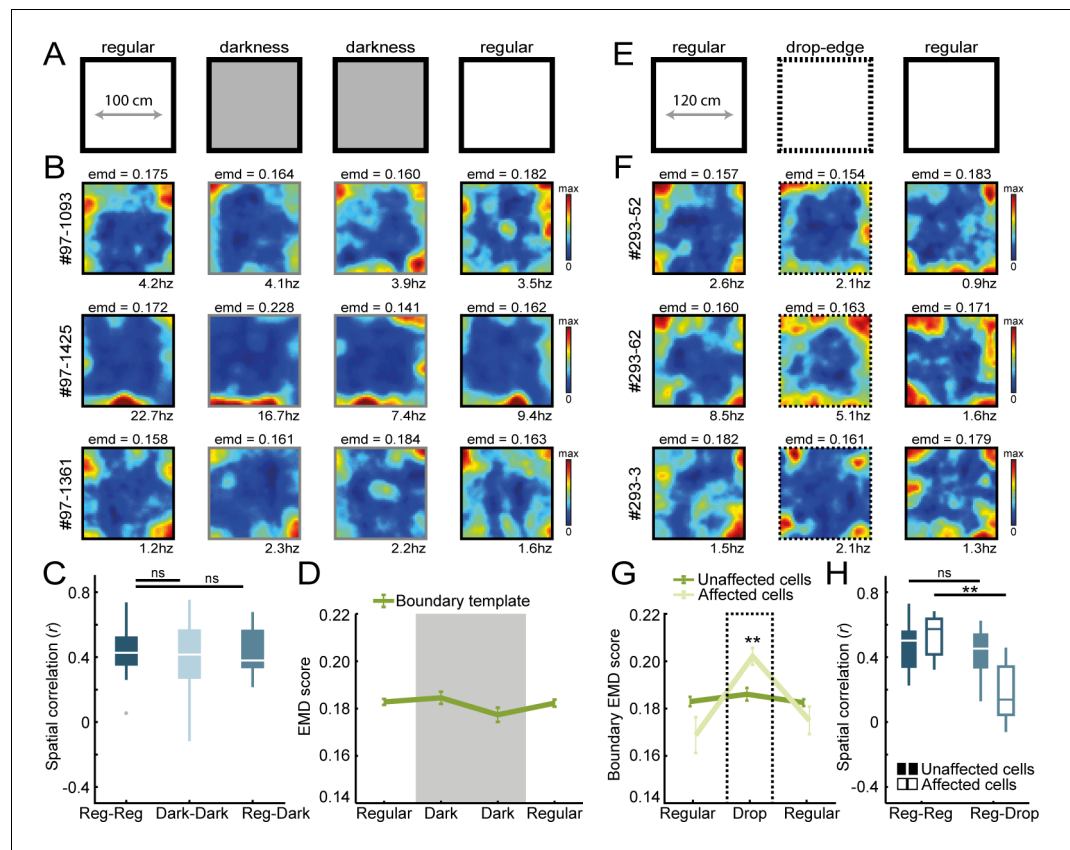 A
regular
darkness
darkness
regular
100 cm
B
#97-1093
emd = 0.175
emd = 0.164
emd = 0.160
emd = 0.182
max
0
4.2hz
4.1hz
3.9hz
3.5hz
#97-1425
emd = 0.172
emd = 0.228
emd = 0.141
emd = 0.162
max
0
22.7hz
16.7hz
7.4hz
9.4hz
#97-1361
emd = 0.158
emd = 0.161
emd = 0.184
emd = 0.163
max
0
1.2hz
2.3hz
2.2hz
1.6hz
E
regular
drop-edge
regular
120 cm
F
#293-52
emd = 0.157
emd = 0.154
emd = 0.183
max
0
2.6hz
2.1hz
0.9hz
#293-62
emd = 0.160
emd = 0.163
emd = 0.171
max
0
8.5hz
5.1hz
1.6hz
#293-3
emd = 0.182
emd = 0.161
emd = 0.179
max
0
1.5hz
2.1hz
1.3hz
C
ns
ns
Spatial correlation (r)
0.8
0.4
0
-0.4
Reg-Reg
Dark-Dark
Reg-Dark
D
Boundary template
EMD score
0.22
0.20
0.18
0.16
0.14
Regular
Dark
Dark
Regular
G
Unaffected cells
Affected cells
**
Boundary EMD score
0.22
0.20
0.18
0.16
0.14
Regular
Drop
Regular
H
ns
**
Spatial correlation (r)
0.8
0.4
0
-0.4
Unaffected cells
Affected cells
Reg-Reg
Reg-Drop